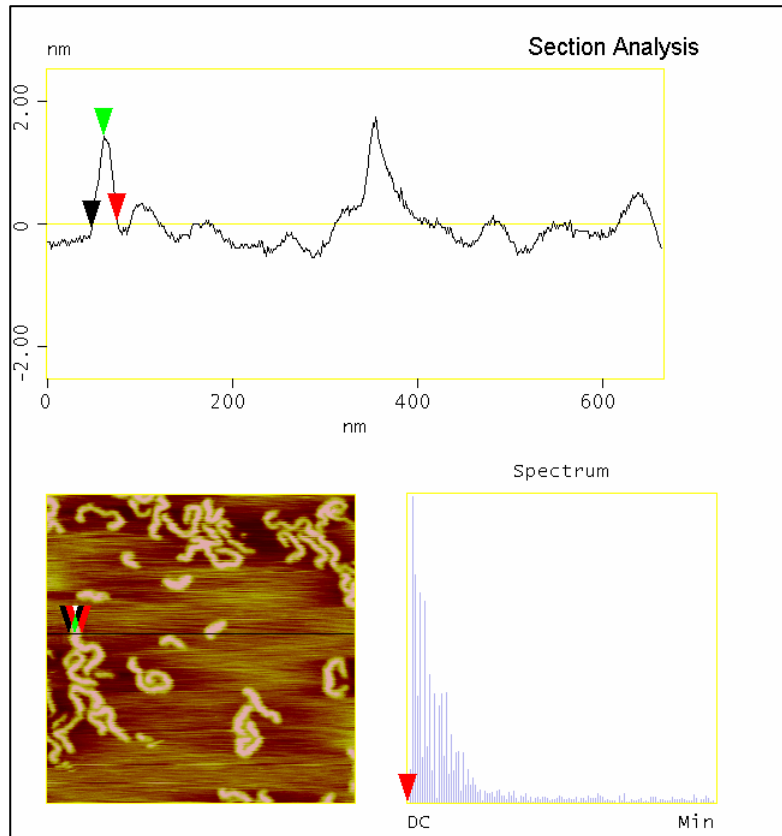 nm Section Analysis
2.00
0
-2.00
0 200 400 600
nm
Spectrum
DC Min